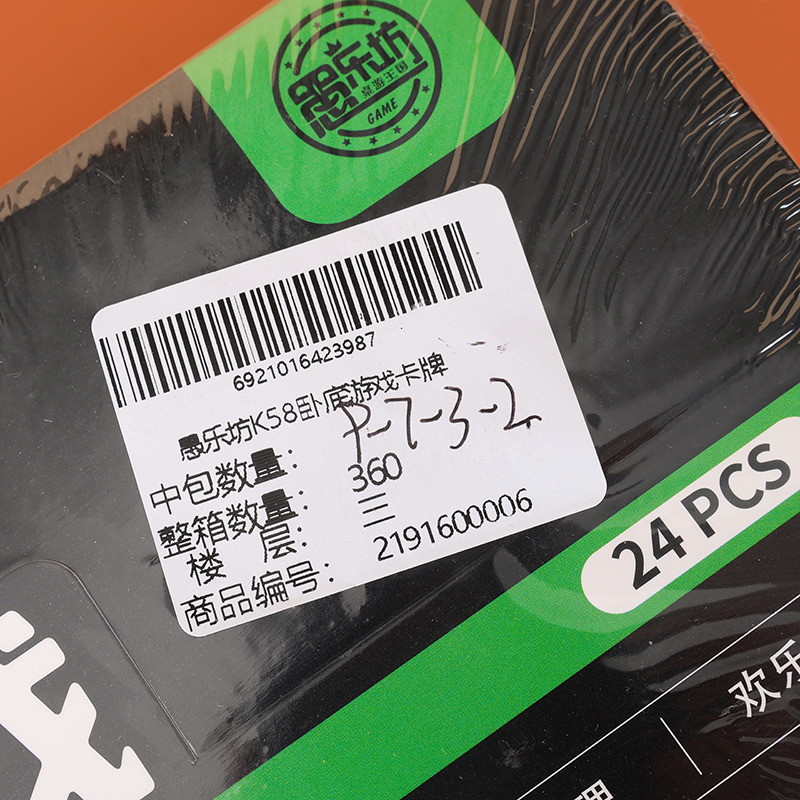 愚乐坊
桌游王国
GAME
6921016423987
愚乐坊K58卧底游戏卡牌
P-7-3-2
中包数量：
整箱数量： 360
楼 层： 三
商品编号： 2191600006
24 PCS
欢乐
理